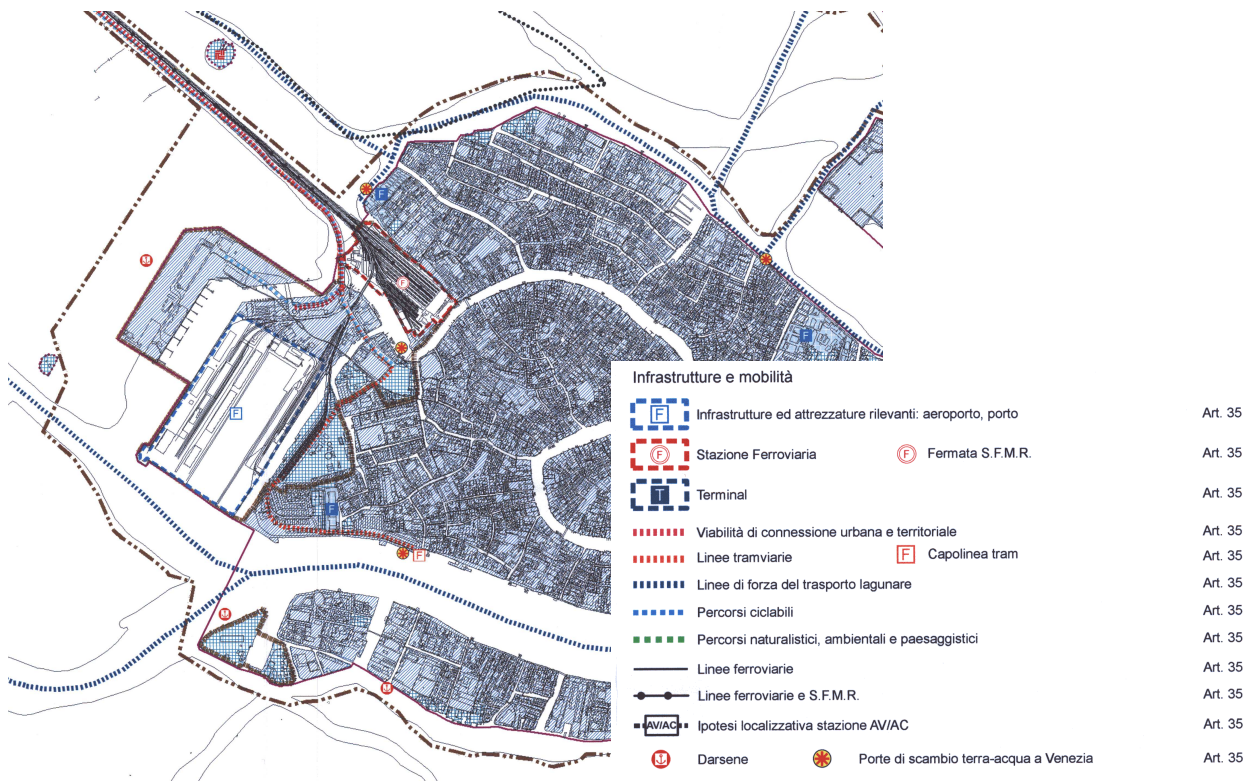 F
F
F
F
F
F
Infrastrutture e mobilità
F Infrastrutture ed attrezzature rilevanti: aeroporto, porto Art. 35
F Stazione Ferroviaria F Fermata S.F.M.R. Art. 35
T Terminal Art. 35
Viabilità di connessione urbana e territoriale Art. 35
Linee tramviarie F Capolinea tram Art. 35
Linee di forza del trasporto lagunare Art. 35
Percorsi ciclabili Art. 35
Percorsi naturalistici, ambientali e paesaggistici Art. 35
Linee ferroviarie Art. 35
Linee ferroviarie e S.F.M.R. Art. 35
AV/AC Ipotesi localizzativa stazione AV/AC Art. 35
Darsene Porte di scambio terra-acqua a Venezia Art. 35